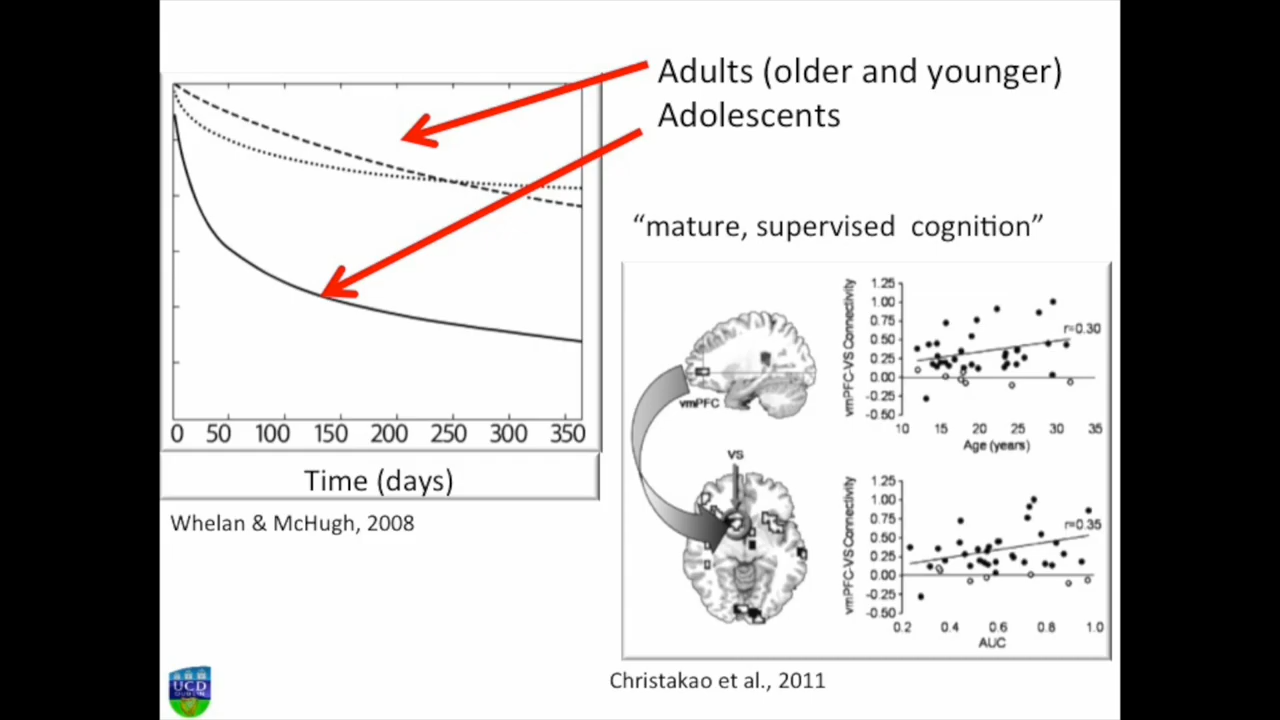 Adults (older and younger)
Adolescents
0 50 100 150 200 250 300 350
Time (days)
Whelan & McHugh, 2008
“mature, supervised cognition”
vmPFC
VS
vmPFC-VS Connectivity
1.25
1.00
0.75
0.50
0.25
0.00
-0.25
-0.50
r=0.30
10 15 20 25 30 35
Age (years)
vmPFC-VS Connectivity
1.25
1.00
0.75
0.50
0.25
0.00
-0.25
-0.50
r=0.35
0.2 0.4 0.6 0.8 1.0
AUC
Christakao et al., 2011
UCD
DUBLIN